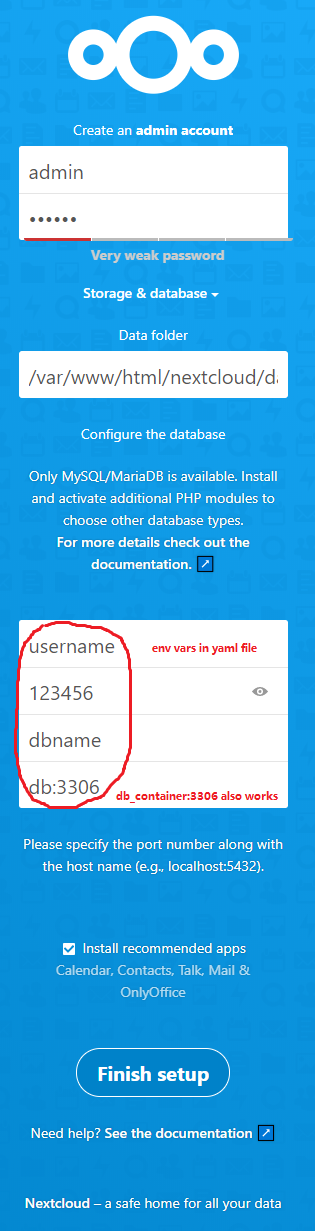 Create an admin account
admin
••••••
Very weak password
Storage & database
Data folder
/var/www/html/nextcloud/da
Configure the database
Only MySQL/MariaDB is available. Install
and activate additional PHP modules to
choose other database types.
For more details check out the
documentation. ↗
username env vars in yaml file
123456
dbname
db:3306 db_container:3306 also works
Please specify the port number along with
the host name (e.g., localhost:5432).
Install recommended apps
Calendar, Contacts, Talk, Mail &
OnlyOffice
Finish setup
Need help? See the documentation ↗
Nextcloud – a safe home for all your data